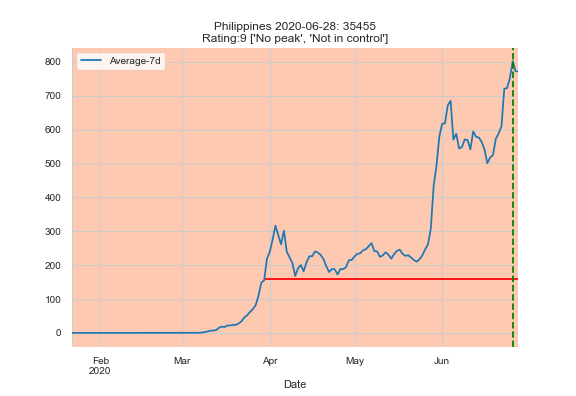 Philippines 2020-06-28: 35455
Rating:9 ['No peak', 'Not in control']
Average-7d
800
700
600
500
400
300
200
100
0
Feb
2020
Mar
Apr
May
Jun
Date